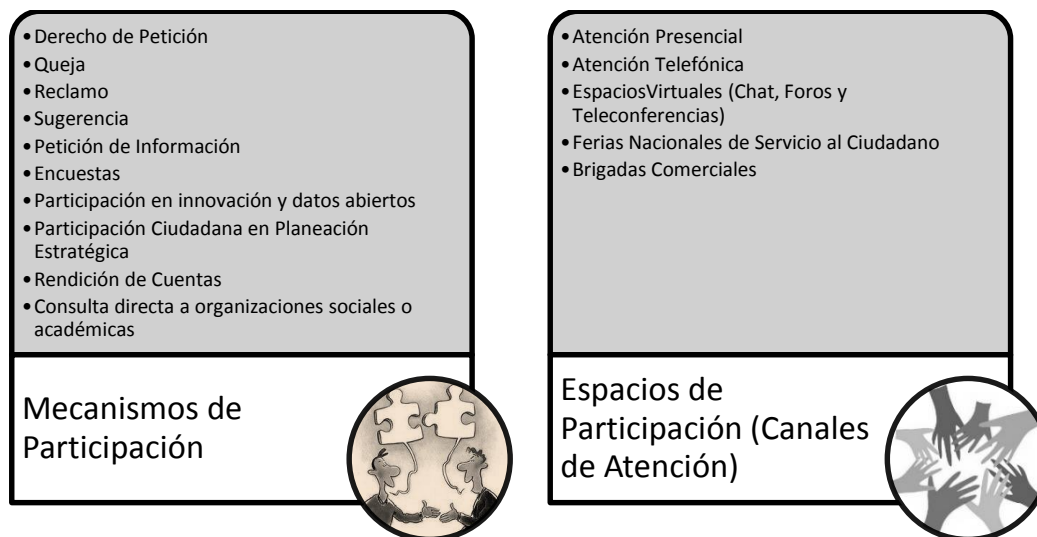 •Derecho de Petición
•Queja
•Reclamo
•Sugerencia
•Petición de Información
•Encuestas
•Participación en innovación y datos abiertos
•Participación Ciudadana en Planeación
Estratégica
•Rendición de Cuentas
•Consulta directa a organizaciones sociales o
académicas
Mecanismos de
Participación
•Atención Presencial
•Atención Telefónica
•EspaciosVirtuales (Chat, Foros y
Teleconferencias)
•Ferias Nacionales de Servicio al Ciudadano
•Brigadas Comerciales
Espacios de
Participación (Canales
de Atención)